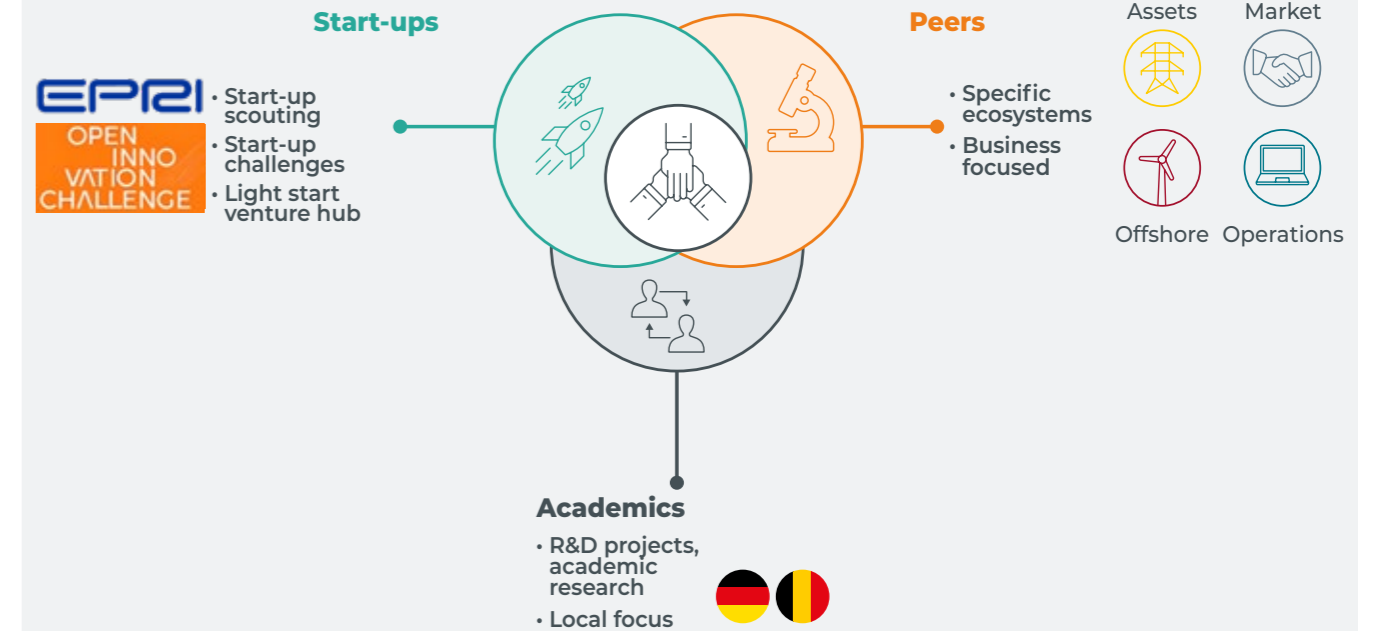 Start-ups
EPRI
OPEN
INNO
VATION
CHALLENGE
• Start-up
scouting
• Start-up
challenges
• Light start
venture hub
Peers
• Specific
ecosystems
• Business
focused
Assets
Market
Offshore
Operations
Academics
• R&D projects,
academic
research
• Local focus